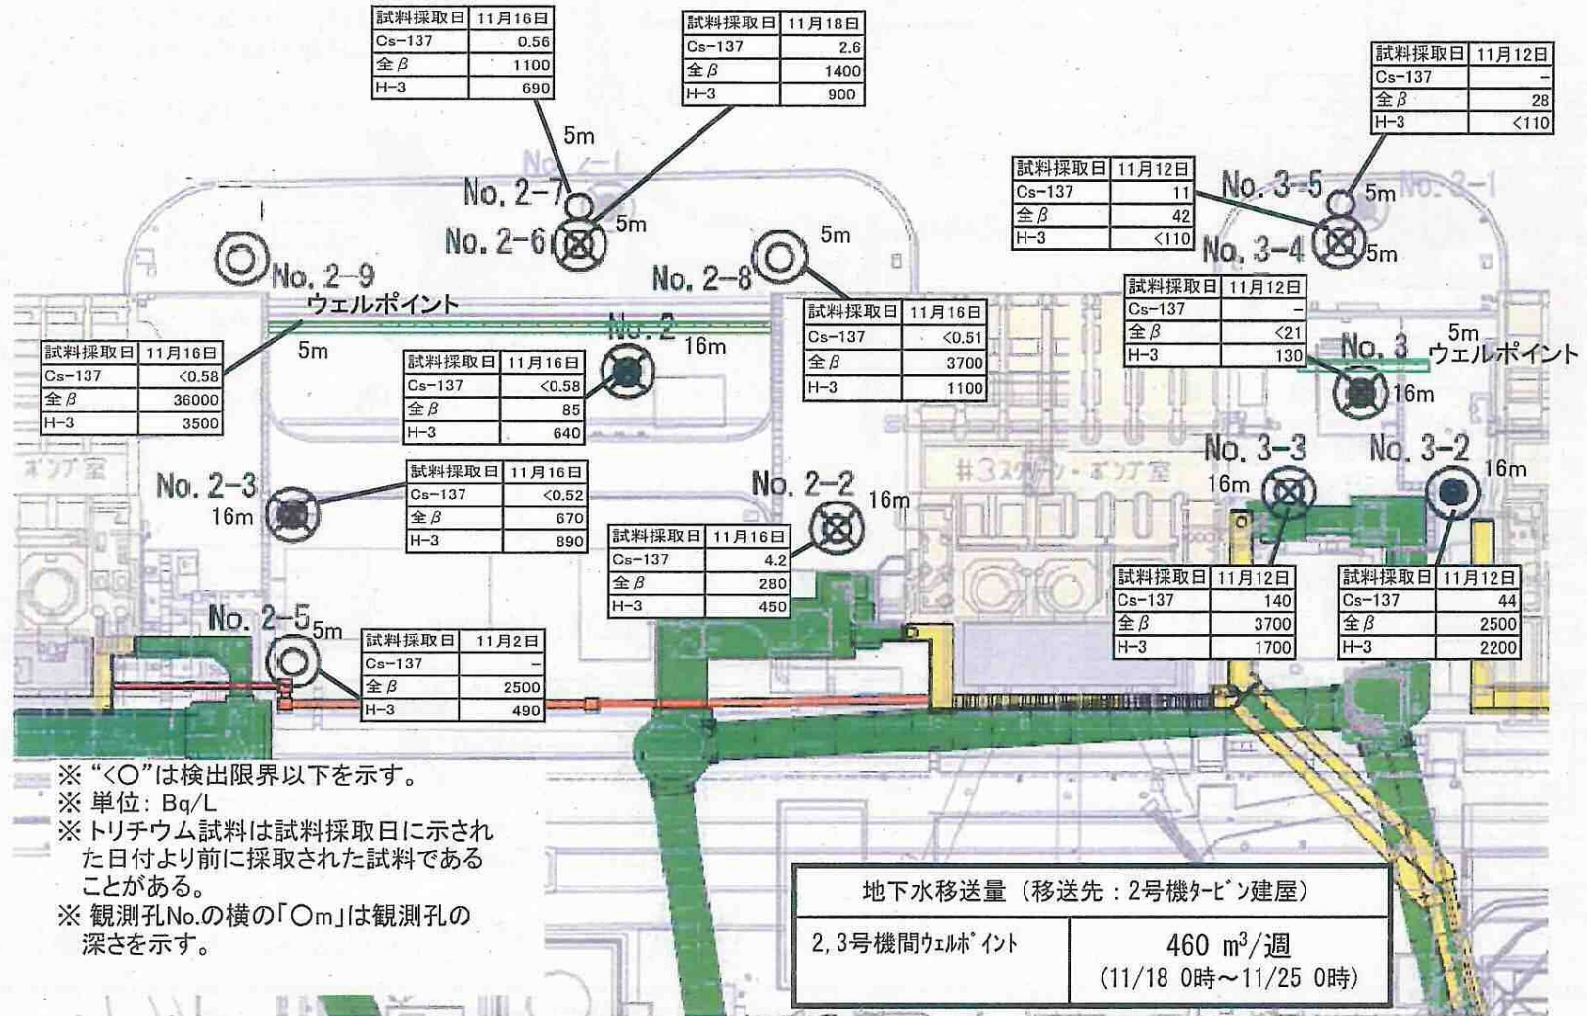 試料採取日 11月16日
Cs-137 0.56
全β 1100
H-3 690
試料採取日 11月18日
Cs-137 2.6
全β 1400
H-3 900
試料採取日 11月12日
Cs-137 -
全β 28
H-3 <110
5m
No. 2-7
5m
No. 2-6
No. 2-9
ウェルポイント
5m
No. 2-8
5m
試料採取日 11月12日
Cs-137 11
全β 42
H-3 <110
No. 3-5
5m
No. 3-1
No. 3-4
5m
試料採取日 11月16日
Cs-137 <0.58
全β 36000
H-3 3500
試料採取日 11月16日
Cs-137 <0.58
全β 85
H-3 640
No. 2
16m
試料採取日 11月16日
Cs-137 <0.51
全β 3700
H-3 1100
試料採取日 11月12日
Cs-137 -
全β <21
H-3 130
No. 3
5m
ウェルポイント
16m
ポンプ室
No. 2-3
16m
試料採取日 11月16日
Cs-137 <0.52
全β 670
H-3 890
No. 2-2
16m
#3スクリーン・ポンプ室
No. 3-3
16m
No. 3-2
16m
試料採取日 11月16日
Cs-137 4.2
全β 280
H-3 450
試料採取日 11月12日
Cs-137 140
全β 3700
H-3 1700
試料採取日 11月12日
Cs-137 44
全β 2500
H-3 2200
No. 2-5
5m
試料採取日 11月2日
Cs-137 -
全β 2500
H-3 490
※ “<○”は検出限界以下を示す。
※ 単位: Bq/L
※ トリチウム試料は試料採取日に示され
た日付より前に採取された試料である
ことがある。
※ 観測孔No.の横の「○m」は観測孔の
深さを示す。
地下水移送量 (移送先:2号機タービン建屋)
2,3号機間ウェルポイント 460 m³/週
(11/18 0時~11/25 0時)